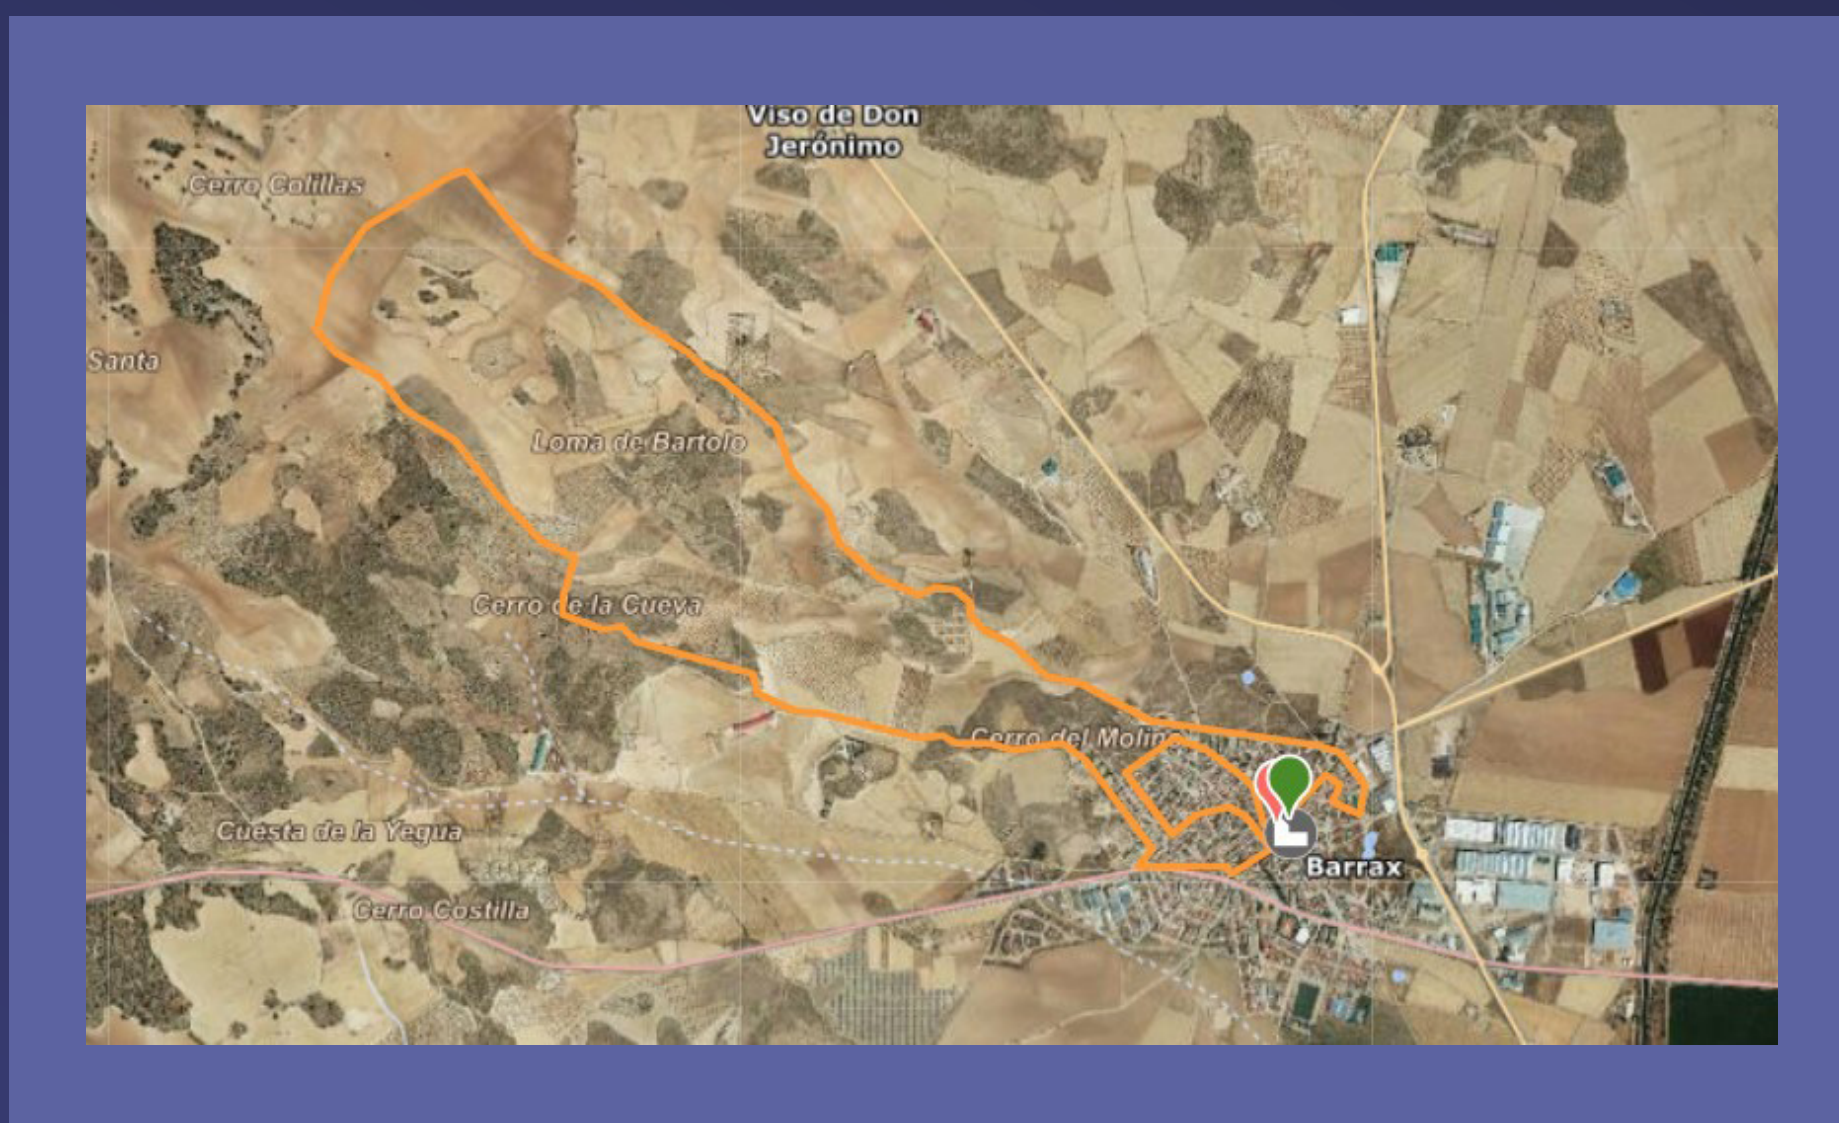 Viso de Don
Jerónimo
Cerro Colillas
Santa
Loma de Bartolo
Cerro de la Cueva
Cerro del Molino
Cuesta de la Yegua
Barrax
Cerro Costilla